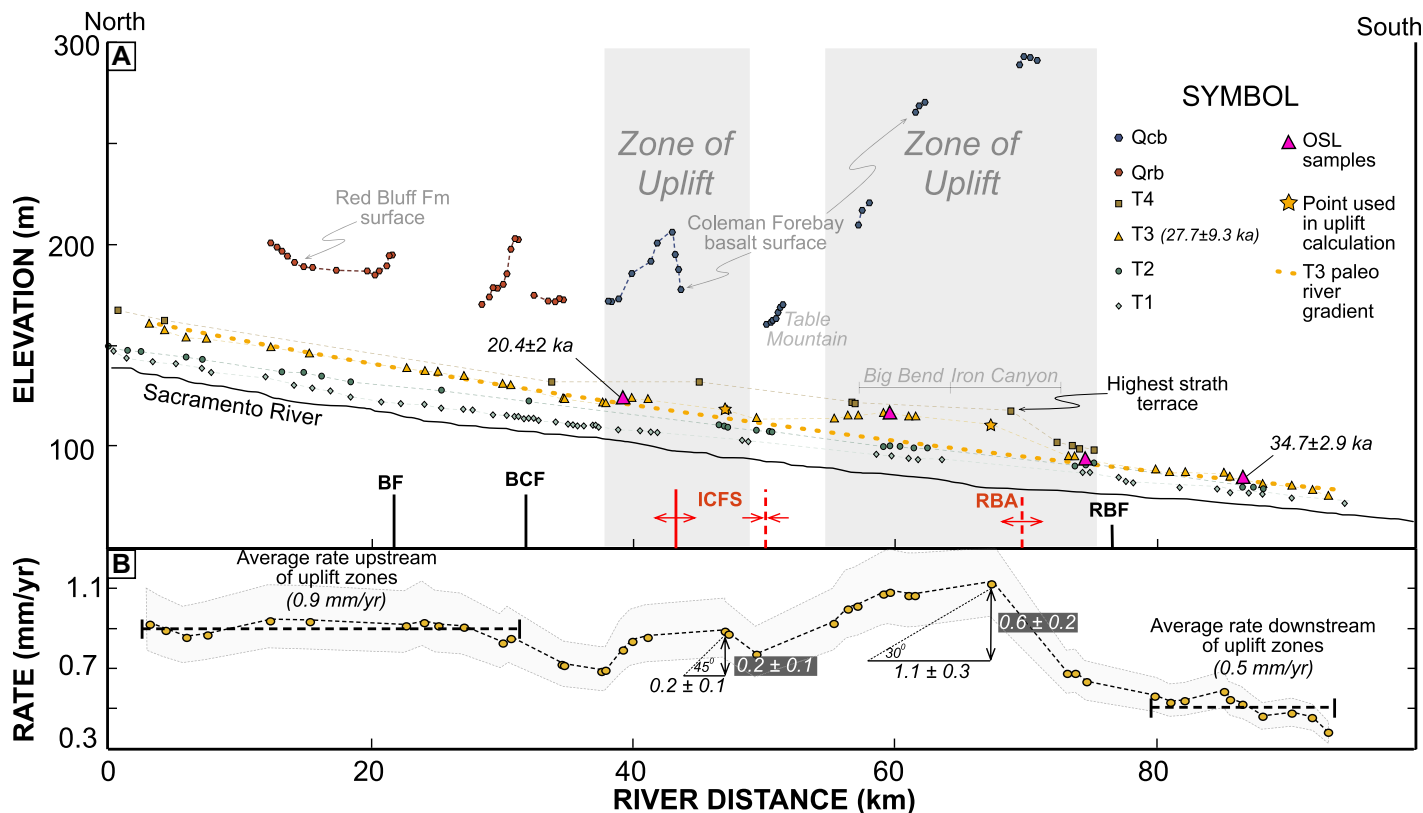 North
South
A
300
200
100
ELEVATION (m)
Zone of
Uplift
Zone of
Uplift
SYMBOL
Qcb
Qrb
T4
T3 (27.7±9.3 ka)
T2
T1
OSL
samples
Point used
in uplift
calculation
T3 paleo
river
gradient
Red Bluff Fm
surface
Coleman Forebay
basalt surface
Table
Mountain
20.4±2 ka
Big Bend
Iron Canyon
Highest strath
terrace
34.7±2.9 ka
Sacramento River
BF
BCF
ICFS
RBA
RBF
B
1.1
0.7
0.3
RATE (mm/yr)
Average rate upstream
of uplift zones
(0.9 mm/yr)
45⁰
0.2 ± 0.1
0.2 ± 0.1
30⁰
0.6 ± 0.2
1.1 ± 0.3
Average rate downstream
of uplift zones
(0.5 mm/yr)
0
20
40
60
80
RIVER DISTANCE (km)